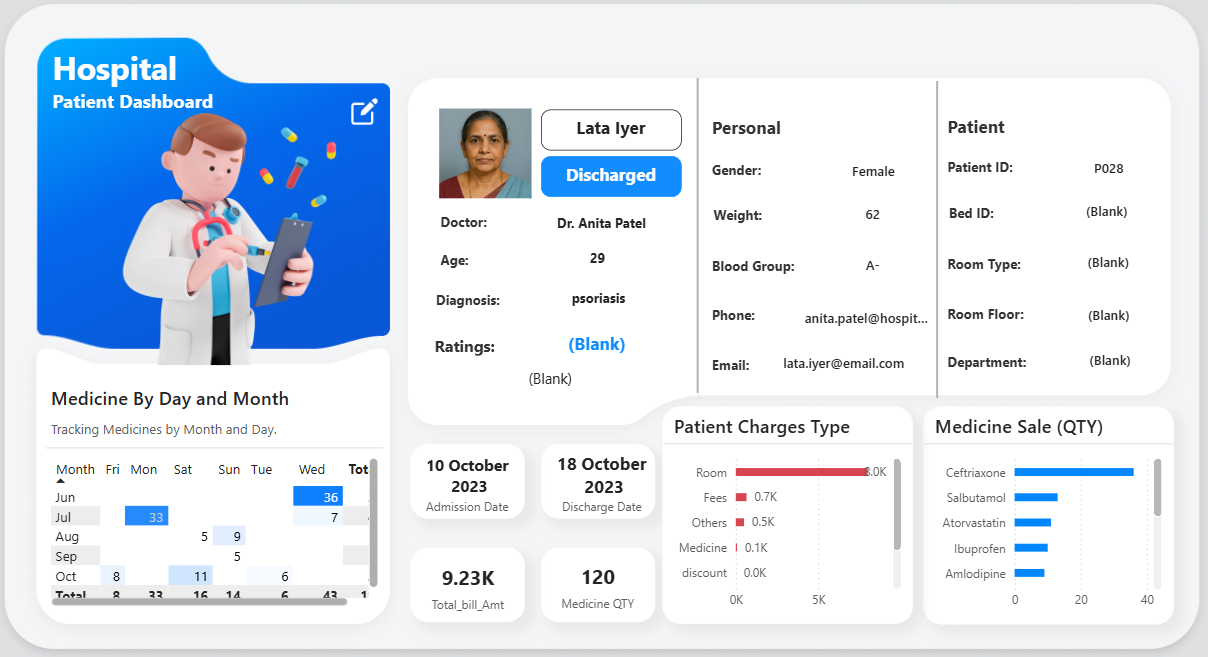 Hospital
Patient Dashboard
Medicine By Day and Month
Tracking Medicines by Month and Day.
Month Fri Mon Sat Sun Tue Wed Tot
Jun 36
Jul 33 7
Aug 5 9
Sep 5
Oct 8 11 6
Total 8 33 16 14 6 43 1
Lata Iyer
Discharged
Doctor: Dr. Anita Patel
Age: 29
Diagnosis: psoriasis
Ratings: (Blank)
(Blank)
Personal
Gender: Female
Weight: 62
Blood Group: A-
Phone: anita.patel@hospit...
Email: lata.iyer@email.com
Patient
Patient ID: P028
Bed ID: (Blank)
Room Type: (Blank)
Room Floor: (Blank)
Department: (Blank)
10 October
2023
Admission Date
18 October
2023
Discharge Date
9.23K
Total_bill_Amt
120
Medicine QTY
Patient Charges Type
Room 8.0K
Fees 0.7K
Others 0.5K
Medicine 0.1K
discount 0.0K
0K 5K
Medicine Sale (QTY)
Ceftriaxone
Salbutamol
Atorvastatin
Ibuprofen
Amlodipine
0 20 40